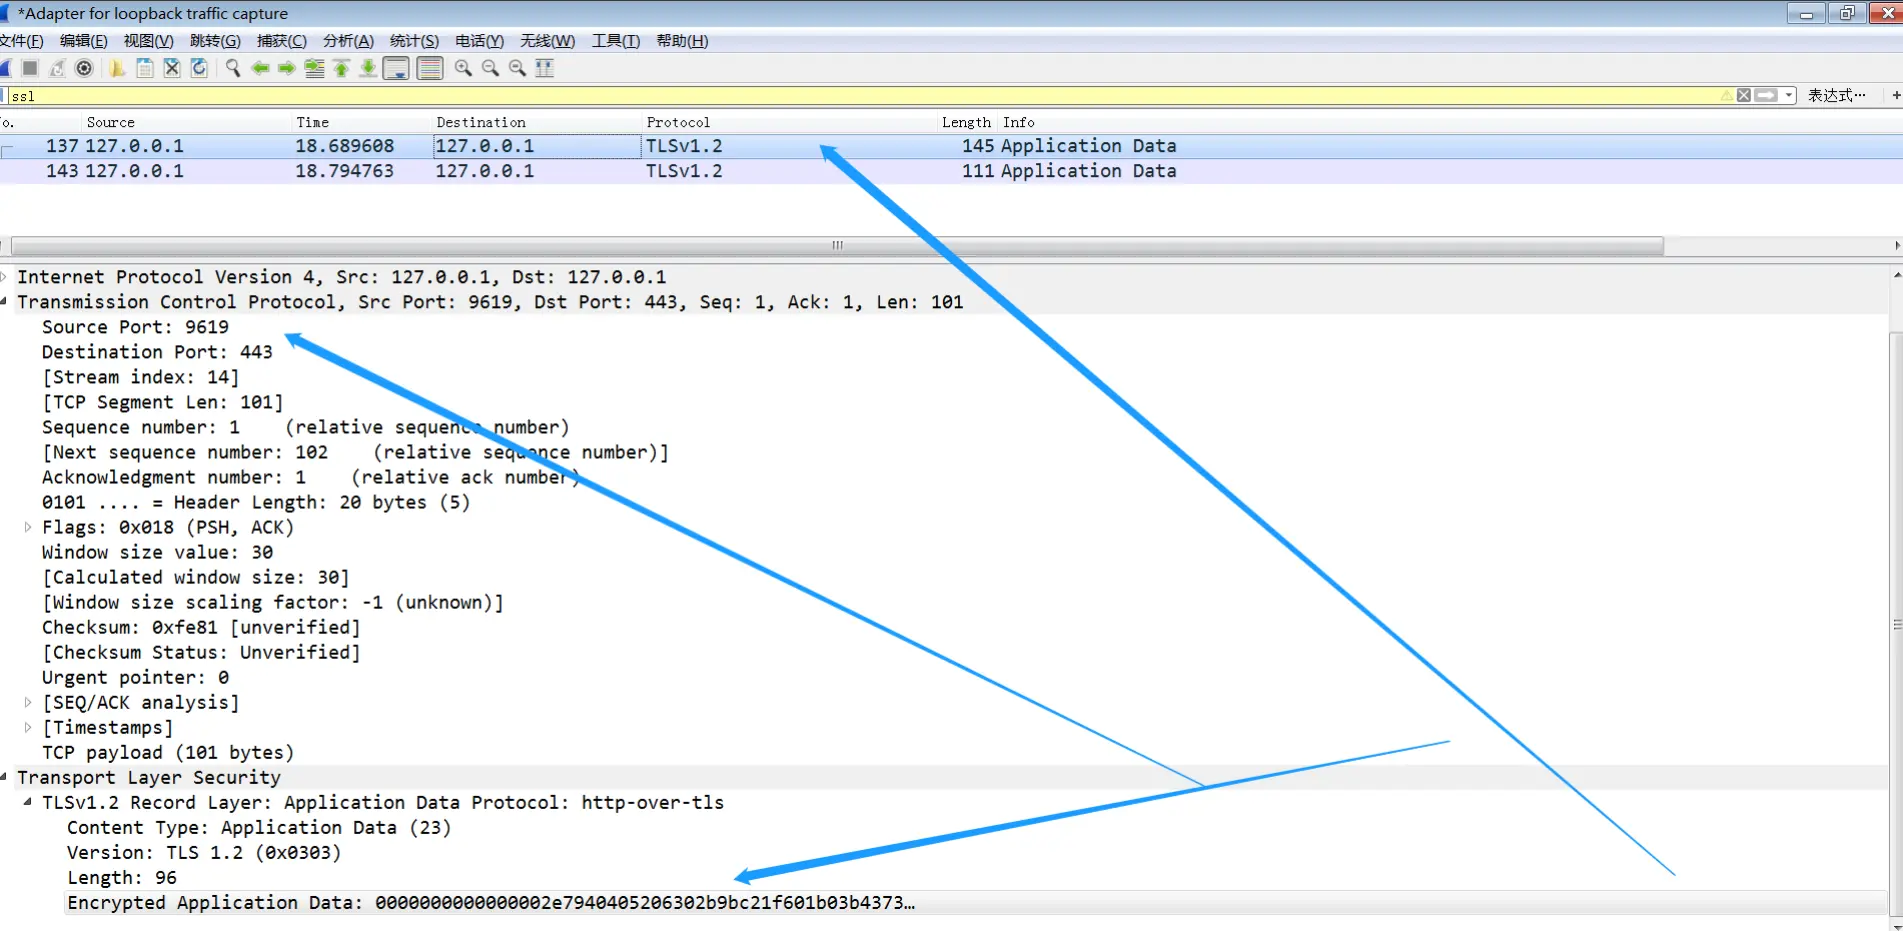 *Adapter for loopback traffic capture
文件(F) 编辑(E) 视图(V) 跳转(G) 捕获(C) 分析(A) 统计(S) 电话(Y) 无线(W) 工具(T) 帮助(H)
ssl 表达式…
o. Source Time Destination Protocol Length Info
137 127.0.0.1 18.689608 127.0.0.1 TLSv1.2 145 Application Data
143 127.0.0.1 18.794763 127.0.0.1 TLSv1.2 111 Application Data
Internet Protocol Version 4, Src: 127.0.0.1, Dst: 127.0.0.1
Transmission Control Protocol, Src Port: 9619, Dst Port: 443, Seq: 1, Ack: 1, Len: 101
Source Port: 9619
Destination Port: 443
[Stream index: 14]
[TCP Segment Len: 101]
Sequence number: 1 (relative sequence number)
[Next sequence number: 102 (relative sequence number)]
Acknowledgment number: 1 (relative ack number)
0101 .... = Header Length: 20 bytes (5)
Flags: 0x018 (PSH, ACK)
Window size value: 30
[Calculated window size: 30]
[Window size scaling factor: -1 (unknown)]
Checksum: 0xfe81 [unverified]
[Checksum Status: Unverified]
Urgent pointer: 0
[SEQ/ACK analysis]
[Timestamps]
TCP payload (101 bytes)
Transport Layer Security
TLSv1.2 Record Layer: Application Data Protocol: http-over-tls
Content Type: Application Data (23)
Version: TLS 1.2 (0x0303)
Length: 96
Encrypted Application Data: 0000000000000002e7940405206302b9bc21f601b03b4373…